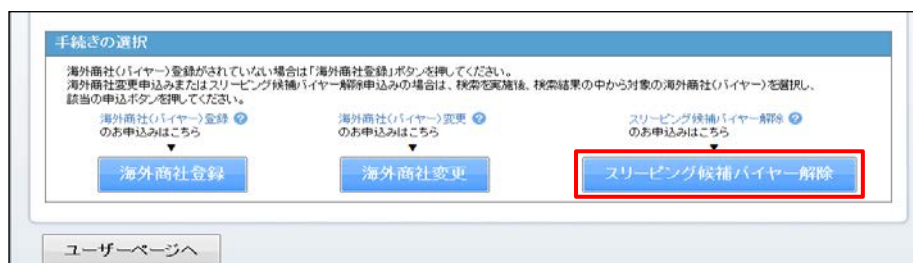 手続きの選択
海外商社(バイヤー)登録がされていない場合は「海外商社登録」ボタンを押してください。
海外商社変更申込みまたはスリーピング候補バイヤー解除申込みの場合は、検索を実施後、検索結果の中から対象の海外商社(バイヤー)を選択し、
該当の申込ボタンを押してください。
海外商社(バイヤー)登録 ? 海外商社(バイヤー)変更 ? スリーピング候補バイヤー解除 ?
のお申込みはこちら のお申込みはこちら のお申込みはこちら
▼ ▼ ▼
海外商社登録 海外商社変更 スリーピング候補バイヤー解除
ユーザーページへ